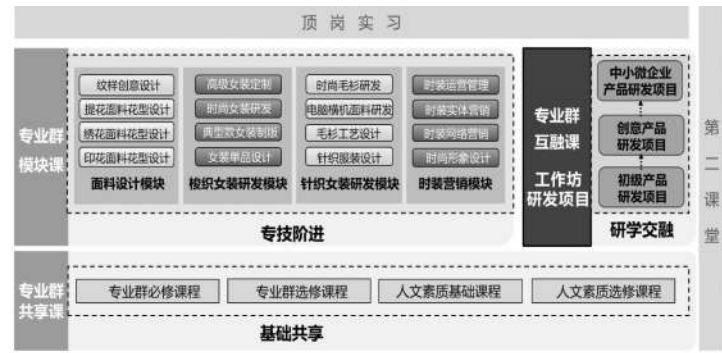 顶岗实习
专业群
模块课
纹样创意设计
提花面料花型设计
绣花面料花型设计
印花面料花型设计
面料设计模块
高级女装定制
时尚女装研发
典型款女装制版
女装单品设计
梭织女装研发模块
时尚毛衫研发
电脑横机面料研发
毛衫工艺设计
针织服装设计
针织女装研发模块
时装运营管理
时装实体营销
时装网络营销
时尚形象设计
时装营销模块
专技阶进
专业群
互融课
工作坊
研发项目
中小微企业
产品研发项目
创意产品
研发项目
初级产品
研发项目
研学交融
第二课堂
专业群
共享课
专业群必修课程
专业群选修课程
人文素质基础课程
人文素质选修课程
基础共享